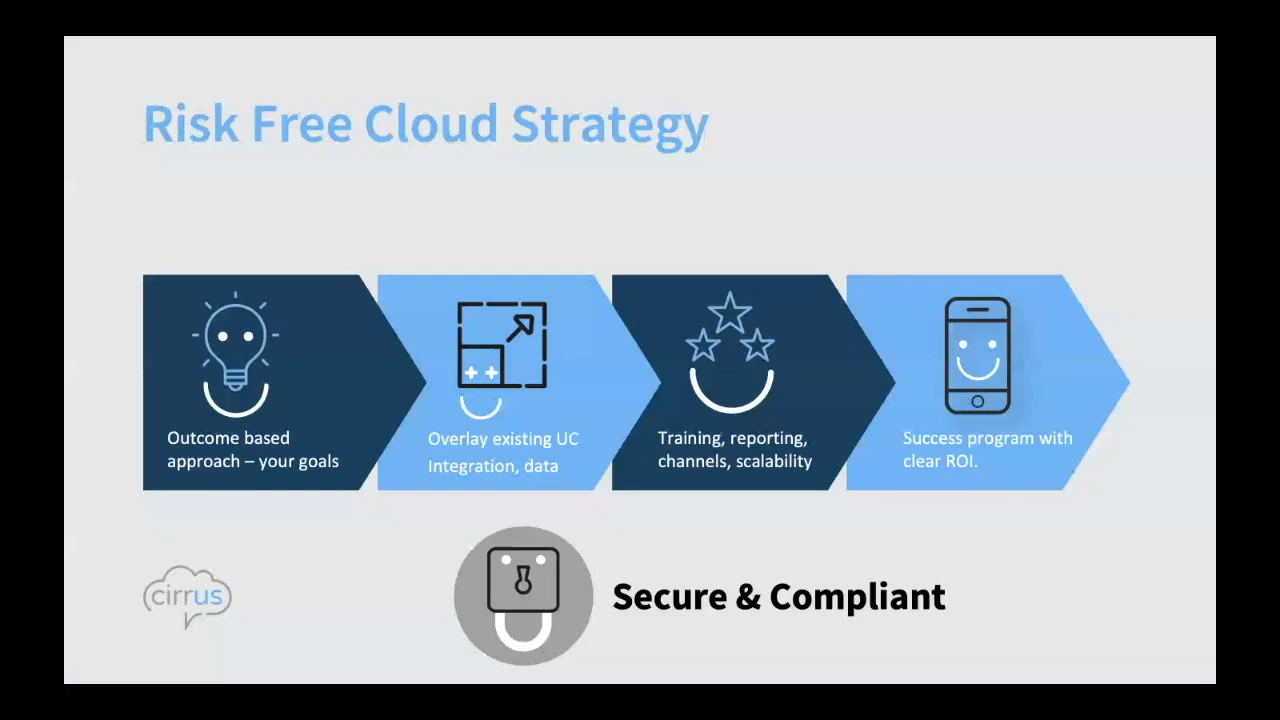 Risk Free Cloud Strategy
Outcome based
approach – your goals
Overlay existing UC
Integration, data
Training, reporting,
channels, scalability
Success program with
clear ROI.
cirrus
Secure & Compliant